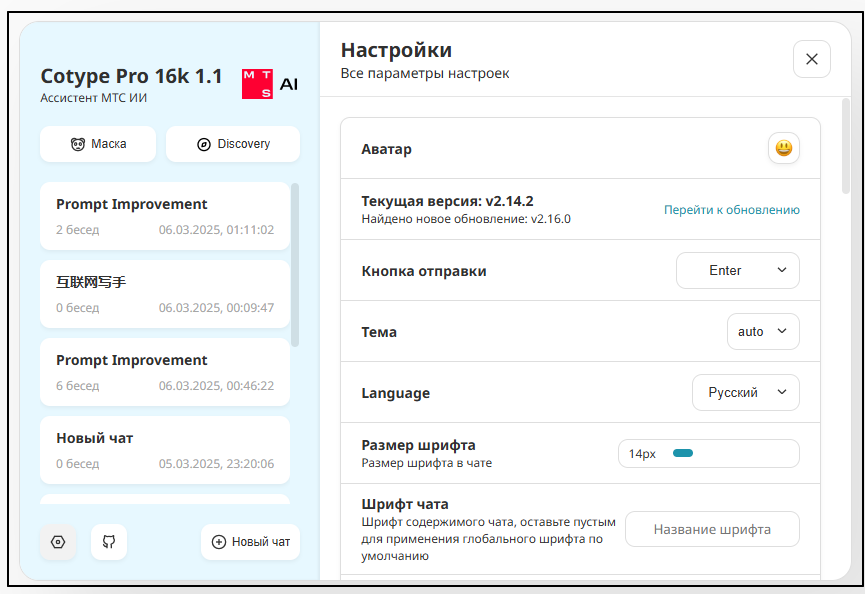 Cotype Pro 16k 1.1
Ассистент МТС ИИ
M T S AI
Маска
Discovery
Prompt Improvement
2 бесед 06.03.2025, 01:11:02
互联网写手
0 бесед 06.03.2025, 00:09:47
Prompt Improvement
6 бесед 06.03.2025, 00:46:22
Новый чат
0 бесед 05.03.2025, 23:20:06
Новый чат
Настройки
Все параметры настроек
Аватар
Текущая версия: v2.14.2
Найдено новое обновление: v2.16.0
Перейти к обновлению
Кнопка отправки
Enter
Тема
auto
Language
Русский
Размер шрифта
Размер шрифта в чате
14px
Шрифт чата
Шрифт содержимого чата, оставьте пустым
для применения глобального шрифта по
умолчанию
Название шрифта